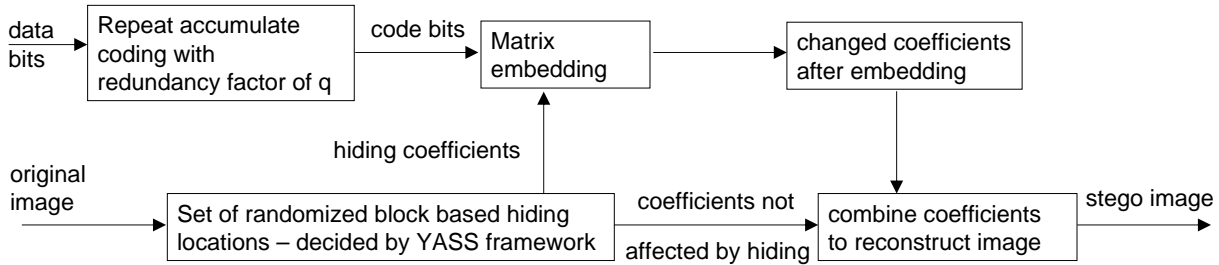 data
bits
Repeat accumulate
coding with
redundancy factor of q
code bits
Matrix
embedding
changed coefficients
after embedding
hiding coefficients
original
image
Set of randomized block based hiding
locations – decided by YASS framework
coefficients not
affected by hiding
combine coefficients
to reconstruct image
stego image